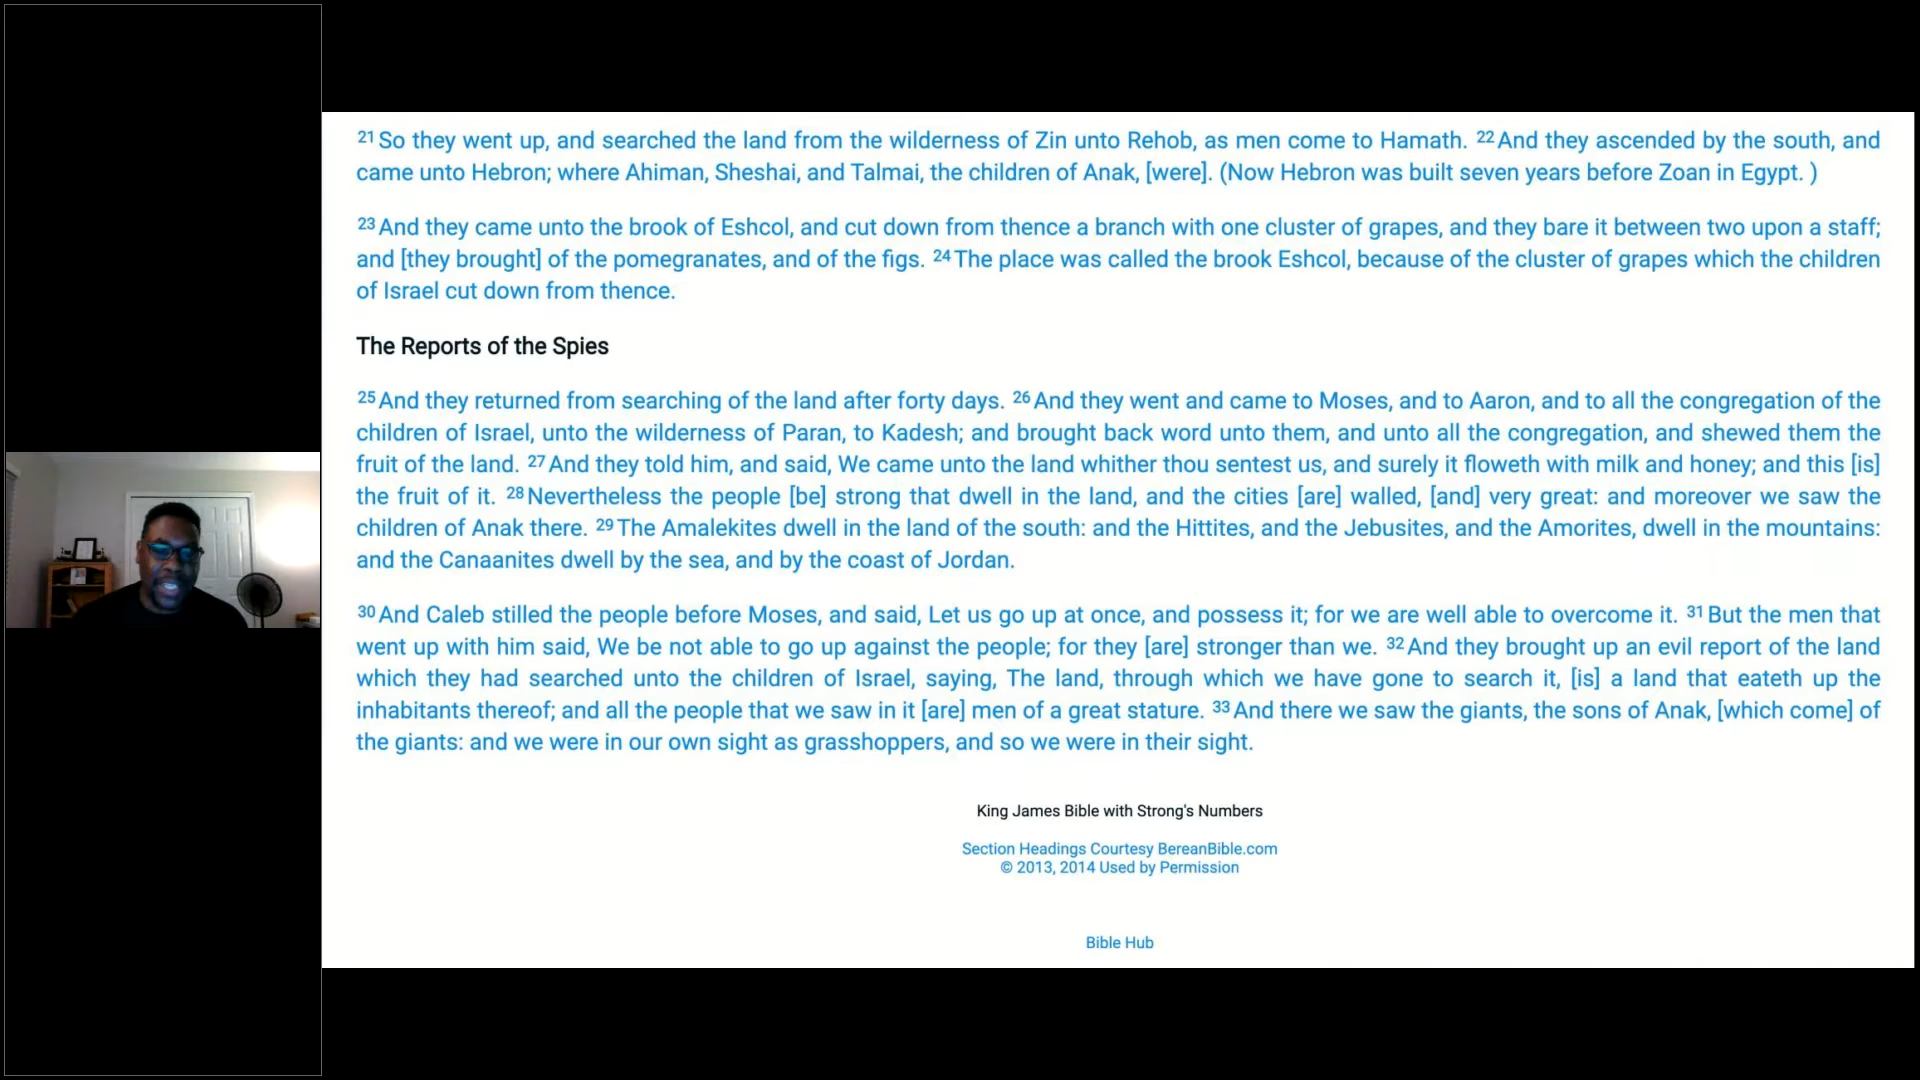 21 So they went up, and searched the land from the wilderness of Zin unto Rehob, as men come to Hamath. 22 And they ascended by the south, and
came unto Hebron; where Ahiman, Sheshai, and Talmai, the children of Anak, [were]. (Now Hebron was built seven years before Zoan in Egypt. )
23 And they came unto the brook of Eshcol, and cut down from thence a branch with one cluster of grapes, and they bare it between two upon a staff;
and [they brought] of the pomegranates, and of the figs. 24 The place was called the brook Eshcol, because of the cluster of grapes which the children
of Israel cut down from thence.
The Reports of the Spies
25 And they returned from searching of the land after forty days. 26 And they went and came to Moses, and to Aaron, and to all the congregation of the
children of Israel, unto the wilderness of Paran, to Kadesh; and brought back word unto them, and unto all the congregation, and shewed them the
fruit of the land. 27 And they told him, and said, We came unto the land whither thou sentest us, and surely it floweth with milk and honey; and this [is]
the fruit of it. 28 Nevertheless the people [be] strong that dwell in the land, and the cities [are] walled, [and] very great: and moreover we saw the
children of Anak there. 29 The Amalekites dwell in the land of the south: and the Hittites, and the Jebusites, and the Amorites, dwell in the mountains:
and the Canaanites dwell by the sea, and by the coast of Jordan.
30 And Caleb stilled the people before Moses, and said, Let us go up at once, and possess it; for we are well able to overcome it. 31 But the men that
went up with him said, We be not able to go up against the people; for they [are] stronger than we. 32 And they brought up an evil report of the land
which they had searched unto the children of Israel, saying, The land, through which we have gone to search it, [is] a land that eateth up the
inhabitants thereof; and all the people that we saw in it [are] men of a great stature. 33 And there we saw the giants, the sons of Anak, [which come] of
the giants: and we were in our own sight as grasshoppers, and so we were in their sight.
King James Bible with Strong's Numbers
Section Headings Courtesy BereanBible.com
© 2013, 2014 Used by Permission
Bible Hub